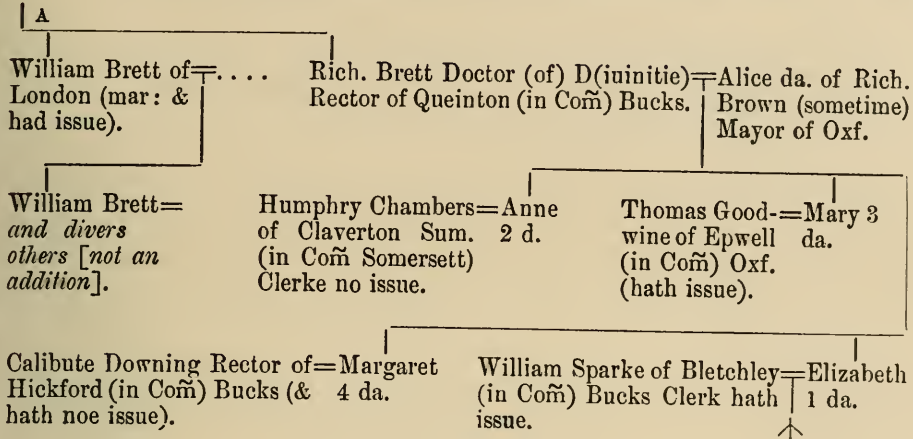 A
William Brett of=....
London (mar: &
had issue).
Rich. Brett Doctor (of) D(iuinitie)=Alice da. of Rich.
Rector of Queinton (in Com̃) Bucks. Brown (sometime)
Mayor of Oxf.
William Brett=
and divers
others [not an
addition].
Humphry Chambers=Anne
of Claverton Sum. 2 d.
(in Com̃ Somersett)
Clerke no issue.
Thomas Good-=Mary 3
wine of Epwell da.
(in Com̃) Oxf.
(hath issue).
Calibute Downing Rector of=Margaret
Hickford (in Com̃) Bucks (& 4 da.
hath noe issue).
William Sparke of Bletchley=Elizabeth
(in Com̃) Bucks Clerk hath 1 da.
issue.